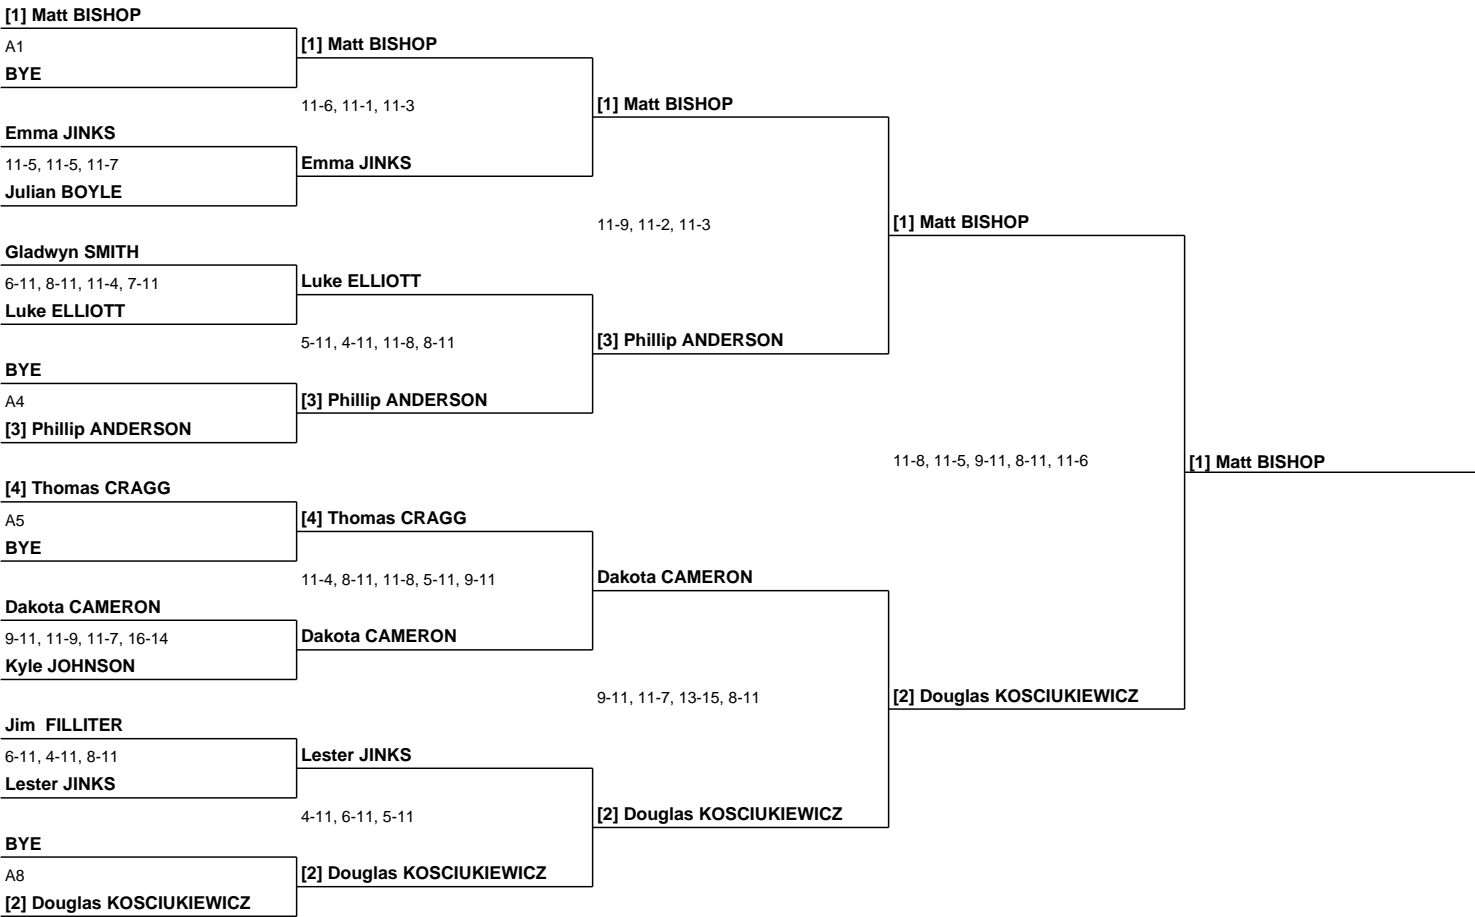 [1] Matt BISHOP
A1
BYE
Emma JINKS
11-5, 11-5, 11-7
Julian BOYLE
Gladwyn SMITH
6-11, 8-11, 11-4, 7-11
Luke ELLIOTT
BYE
A4
[3] Phillip ANDERSON
[4] Thomas CRAGG
A5
BYE
Dakota CAMERON
9-11, 11-9, 11-7, 16-14
Kyle JOHNSON
Jim  FILLITER
6-11, 4-11, 8-11
Lester JINKS
BYE
A8
[2] Douglas KOSCIUKIEWICZ
[1] Matt BISHOP
11-6, 11-1, 11-3
Emma JINKS
Luke ELLIOTT
5-11, 4-11, 11-8, 8-11
[3] Phillip ANDERSON
[4] Thomas CRAGG
11-4, 8-11, 11-8, 5-11, 9-11
Dakota CAMERON
Lester JINKS
4-11, 6-11, 5-11
[2] Douglas KOSCIUKIEWICZ
[1] Matt BISHOP
11-9, 11-2, 11-3
[3] Phillip ANDERSON
Dakota CAMERON
9-11, 11-7, 13-15, 8-11
[2] Douglas KOSCIUKIEWICZ
[1] Matt BISHOP
11-8, 11-5, 9-11, 8-11, 11-6
[2] Douglas KOSCIUKIEWICZ
[1] Matt BISHOP